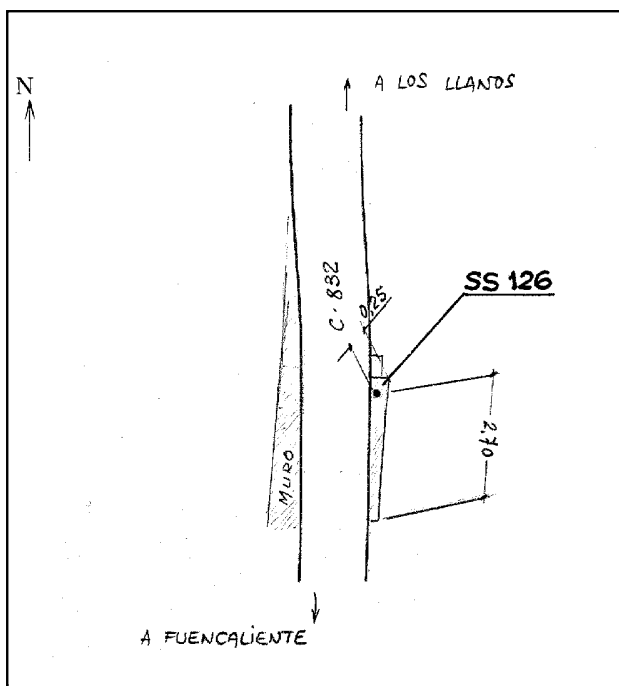 N
A LOS LLANOS
C-832
0,25
SS 126
2,70
MURO
A FUENCALIENTE